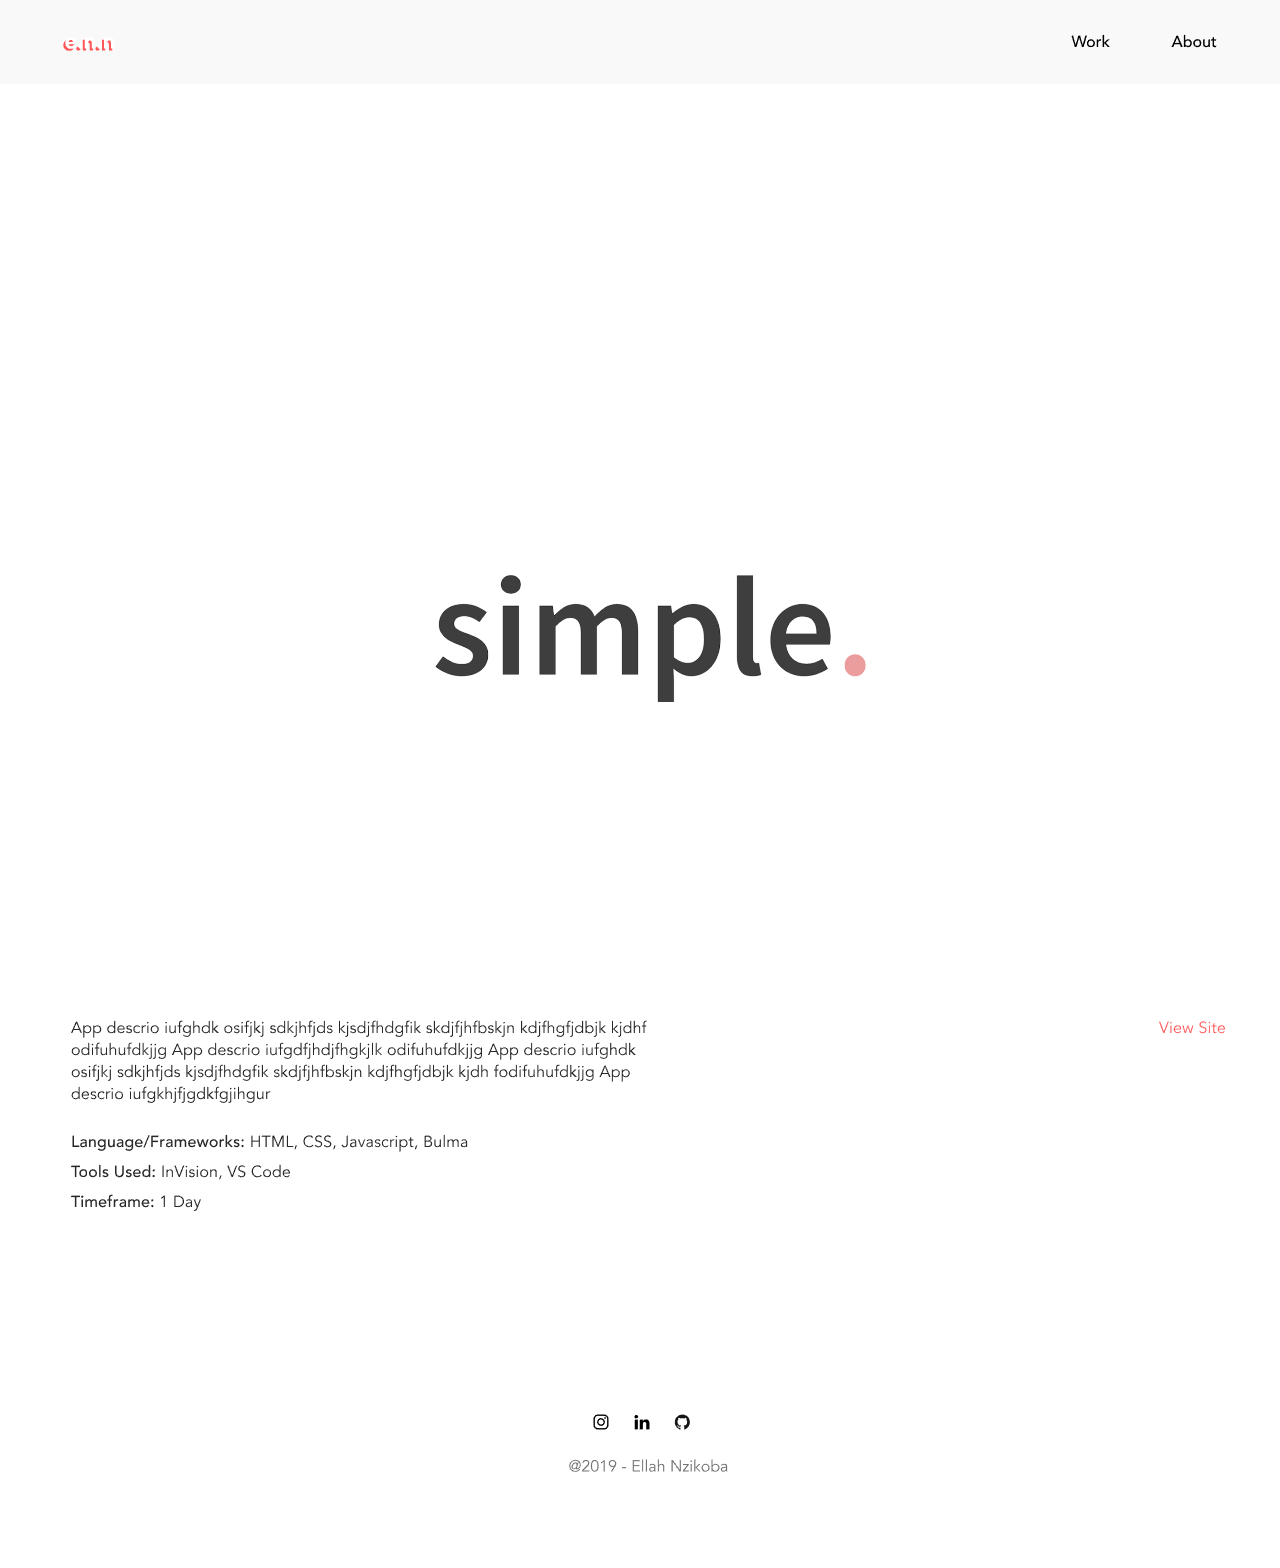 e.n.n
Work
About
simple.
App descrio iufghdk osifjkj sdkjhfjds kjsdjfhdgfik skdjfjhfbskjn kdjfhgfjdbjk kjdhf
odifuhufdkjjg App descrio iufgdfjhdjfhgkjlk odifuhufdkjjg App descrio iufghdk
osifjkj sdkjhfjds kjsdjfhdgfik skdjfjhfbskjn kdjfhgfjdbjk kjdh fodifuhufdkjjg App
descrio iufgkhjfjgdkfgjihgur
View Site
Language/Frameworks: HTML, CSS, Javascript, Bulma
Tools Used: InVision, VS Code
Timeframe: 1 Day
@2019 - Ellah Nzikoba